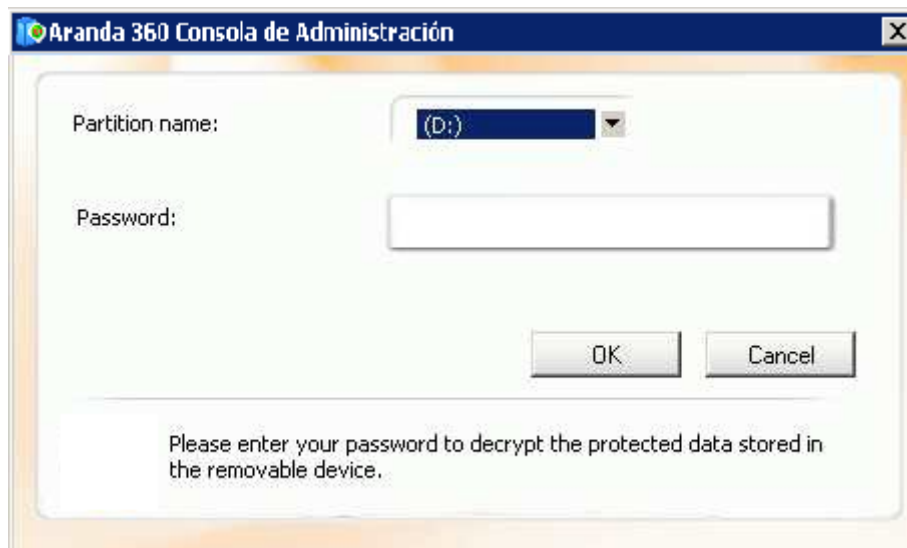 Aranda 360 Consola de Administración
Partition name:
(D:)
Password:
OK
Cancel
Please enter your password to decrypt the protected data stored in
the removable device.